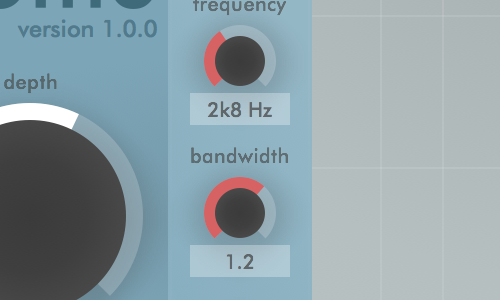 frequency
version 1.0.0
2k8 Hz
depth
bandwidth
1.2